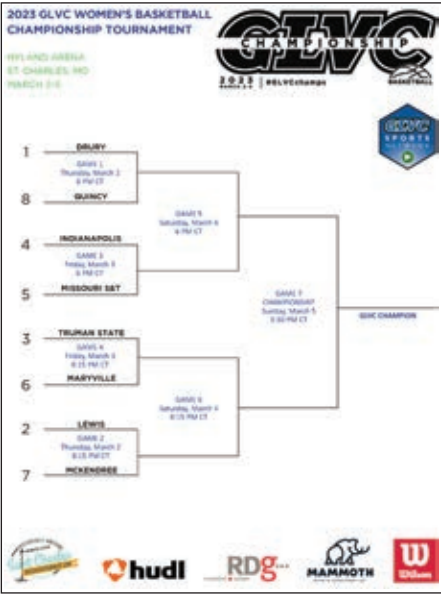 2023 GLVC WOMEN'S BASKETBALL
CHAMPIONSHIP TOURNAMENT
HYLAND ARENA
ST. CHARLES, MO
MARCH 2-5
GLVC
CHAMPIONSHIP
2023
#GLVCchamps
BASKETBALL
GLVC
SPORTS
NETWORK
1 DRURY
GAME 1
Thursday, March 2
6 PM CT
8 QUINCY
GAME 5
Saturday, March 4
6 PM CT
4 INDIANAPOLIS
GAME 3
Friday, March 3
6 PM CT
5 MISSOURI S&T
GAME 7
CHAMPIONSHIP
Sunday, March 5
GLVC CHAMPION
3 TRUMAN STATE
GAME 4
Friday, March 3
8:15 PM CT
6 MARYVILLE
GAME 6
Saturday, March 4
8:15 PM CT
2 LEWIS
GAME 2
Thursday, March 2
8:15 PM CT
7 MCKENDREE
hudl
RDG
MAMMOTH
W
Wilson